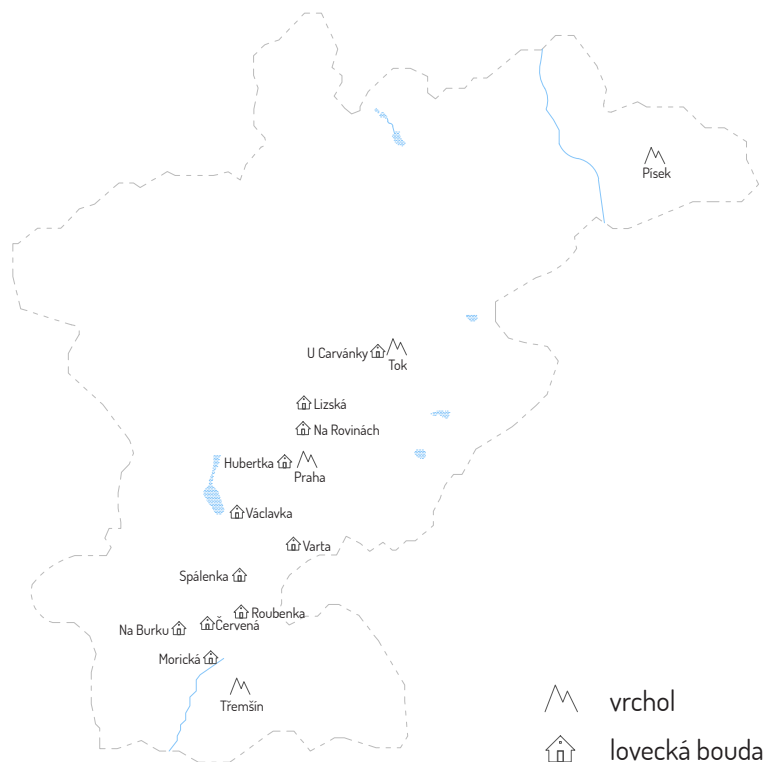 Písek
U Carvánky
Tok
Lizská
Na Rovinách
Hubertka
Praha
Václavka
Varta
Spálenka
Roubenka
Červená
Na Burku
Morická
Třemšín
vrchol
lovecká bouda